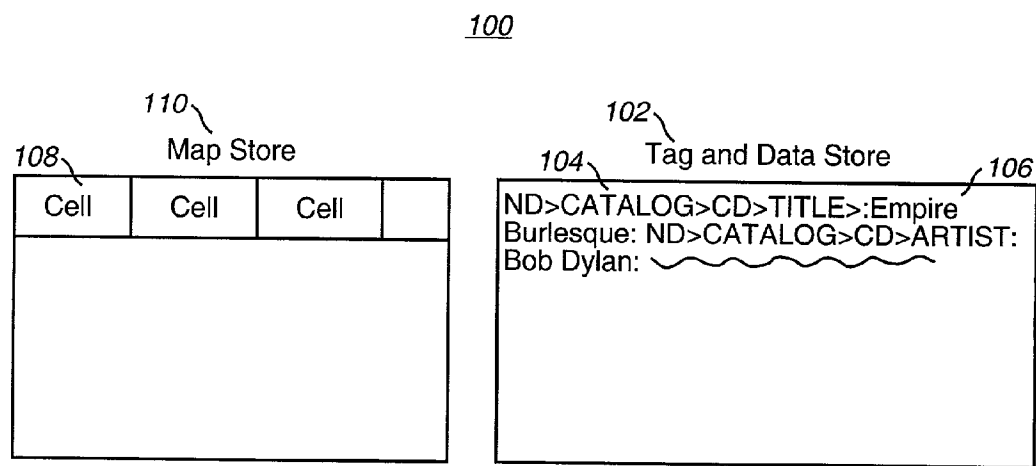 100
110
Map Store
108
Cell Cell Cell
102
Tag and Data Store
104
106
ND>CATALOG>CD>TITLE>:Empire
Burlesque: ND>CATALOG>CD>ARTIST:
Bob Dylan: